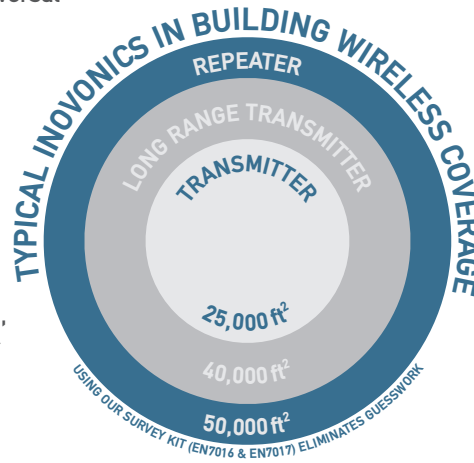 TYPICAL INOVONICS IN BUILDING WIRELESS COVERAGE
REPEATER
LONG RANGE TRANSMITTER
TRANSMITTER
25,000 ft²
40,000 ft²
50,000 ft²
USING OUR SURVEY KIT (EN7016 & EN7017) ELIMINATES GUESSWORK